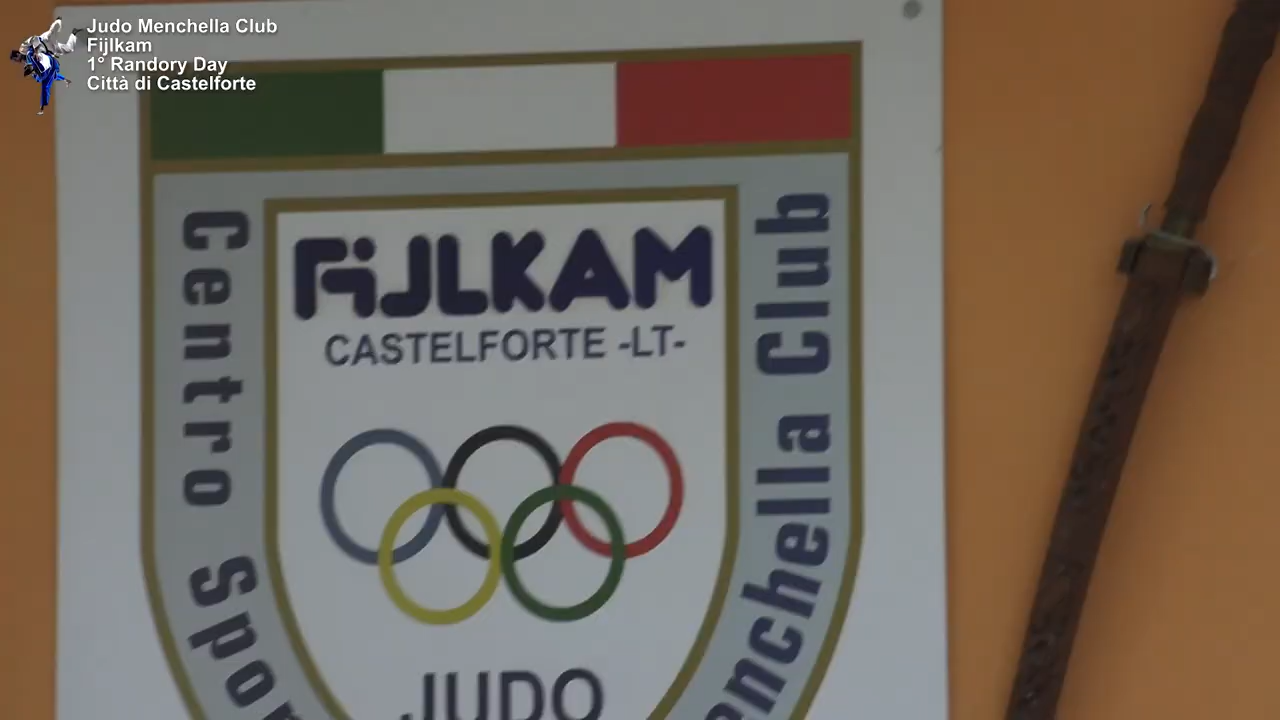 Judo Menchella Club
Fijlkam
1° Randory Day
Città di Castelforte
FIJLKAM
CASTELFORTE -LT-
JUDO
Centro
Club